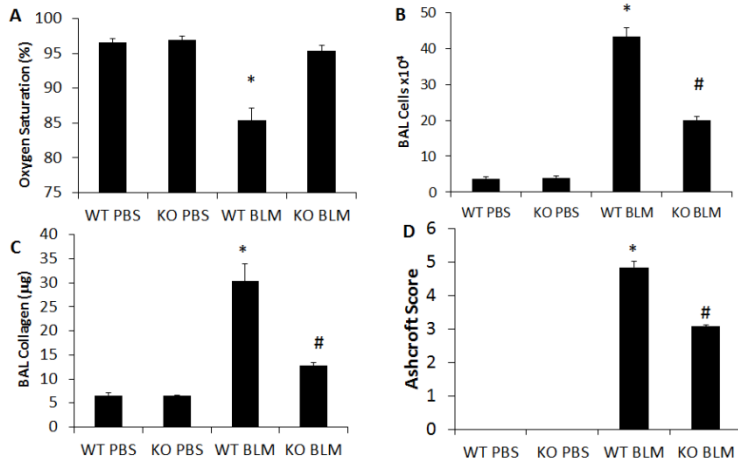 A
Oxygen Saturation (%)
100
95
90
85
80
75
*
WT PBS KO PBS WT BLM KO BLM
B
BAL Cells x10⁴
50
40
30
20
10
0
*
#
WT PBS KO PBS WT BLM KO BLM
C
BAL Collagen (µg)
40
35
30
25
20
15
10
5
0
*
#
WT PBS KO PBS WT BLM KO BLM
D
Ashcroft Score
6
5
4
3
2
1
0
*
#
WT PBS KO PBS WT BLM KO BLM